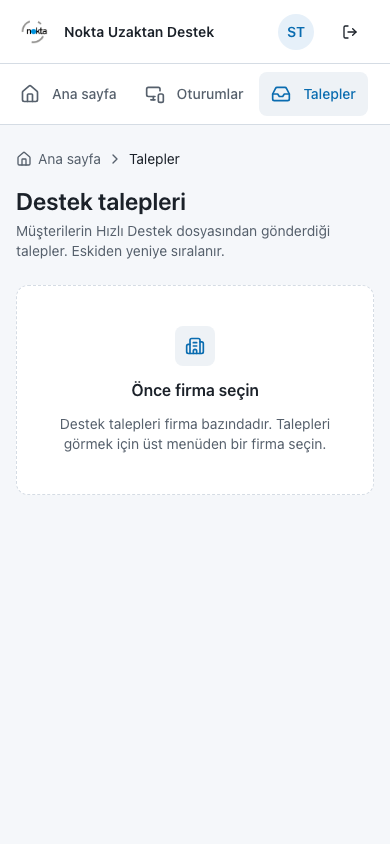 nokta
Nokta Uzaktan Destek
ST
Ana sayfa
Oturumlar
Talepler
Ana sayfa
Talepler
Destek talepleri
Müşterilerin Hızlı Destek dosyasından gönderdiği
talepler. Eskiden yeniye sıralanır.
Önce firma seçin
Destek talepleri firma bazındadır. Talepleri
görmek için üst menüden bir firma seçin.